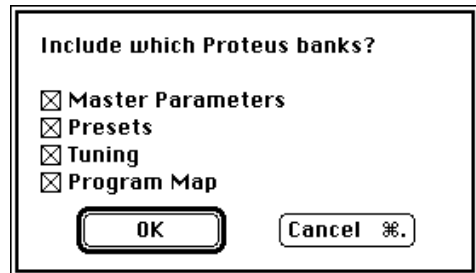 Include which Proteus banks?
Master Parameters
Presets
Tuning
Program Map
OK Cancel ⌘.